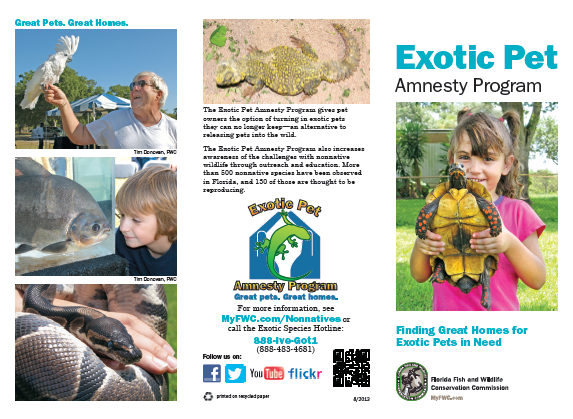 Great Pets. Great Homes.
Tim Donovan, FWC
Tim Donovan, FWC
The Exotic Pet Amnesty Program gives pet
owners the option of turning in exotic pets
they can no longer keep—an alternative to
releasing pets into the wild.
The Exotic Pet Amnesty Program also increases
awareness of the challenges with nonnative
wildlife through outreach and education. More
than 500 nonnative species have been observed
in Florida, and 130 of those are thought to be
reproducing.
Exotic Pet
Amnesty Program
Great pets. Great homes.
For more information, see
MyFWC.com/Nonnatives or
call the Exotic Species Hotline:
888-Ive-Got1
(888-483-4681)
Follow us on:
f
You Tube
flickr
printed on recycled paper
8/2013
Exotic Pet
Amnesty Program
Finding Great Homes for
Exotic Pets in Need
Florida Fish and Wildlife
Conservation Commission
MyFWC.com